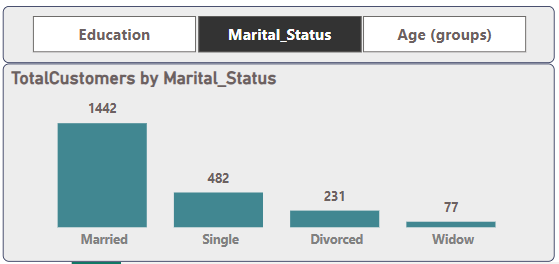 Education Marital_Status Age (groups)
TotalCustomers by Marital_Status
1442
482
231
77
Married Single Divorced Widow